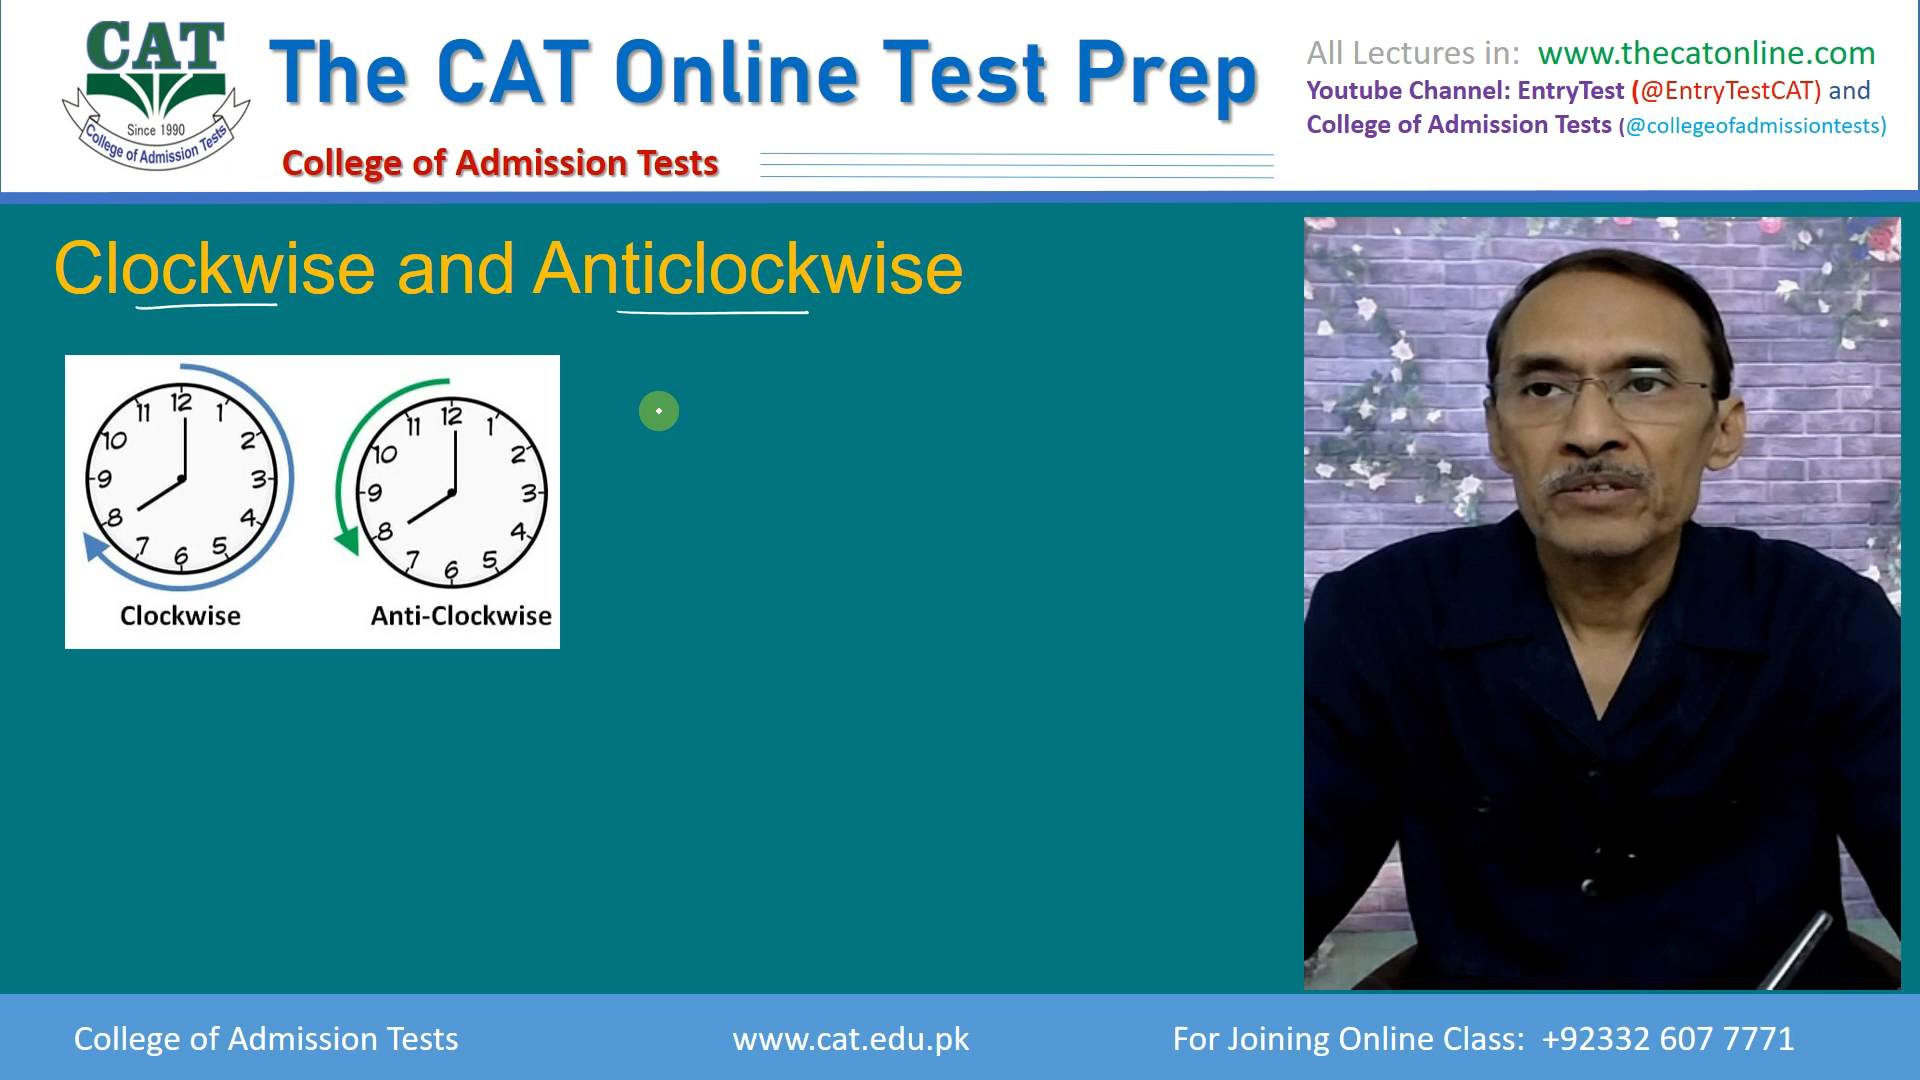 CAT
Since 1990
College of Admission Tests
The CAT Online Test Prep
College of Admission Tests
All Lectures in: www.thecatonline.com
Youtube Channel: EntryTest (@EntryTestCAT) and
College of Admission Tests (@collegeofadmissiontests)
Clockwise and Anticlockwise
12
1
2
3
4
5
6
7
8
9
10
11
Clockwise
12
1
2
3
4
5
6
7
8
9
10
11
Anti-Clockwise
College of Admission Tests
www.cat.edu.pk
For Joining Online Class: +92332 607 7771